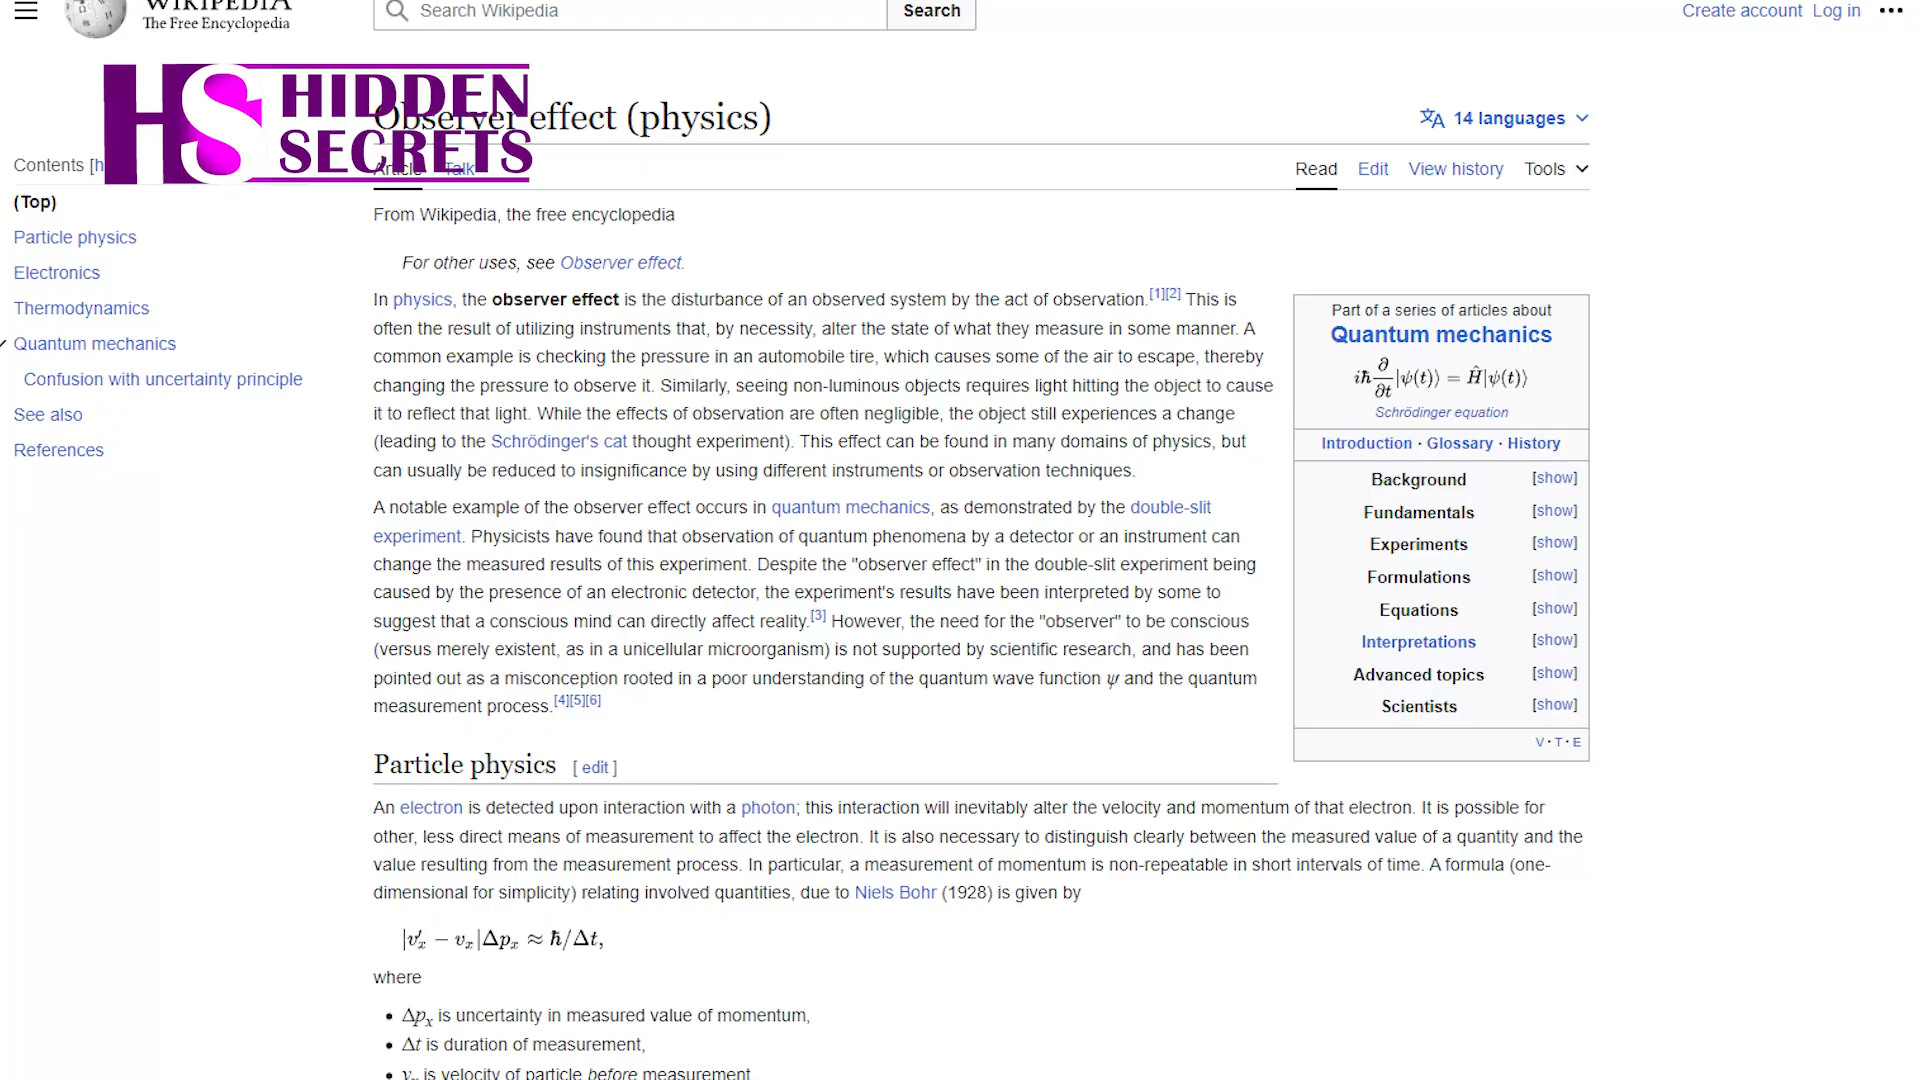 WIKIPEDIA
The Free Encyclopedia
Search Wikipedia
Search
Create account Log in
HS HIDDEN
SECRETS
Observer effect (physics)
14 languages
Contents [h
Article Talk
Read Edit View history Tools
(Top)
Particle physics
Electronics
Thermodynamics
Quantum mechanics
Confusion with uncertainty principle
See also
References
From Wikipedia, the free encyclopedia
For other uses, see Observer effect.
In physics, the observer effect is the disturbance of an observed system by the act of observation.[1][2] This is
often the result of utilizing instruments that, by necessity, alter the state of what they measure in some manner. A
common example is checking the pressure in an automobile tire, which causes some of the air to escape, thereby
changing the pressure to observe it. Similarly, seeing non-luminous objects requires light hitting the object to cause
it to reflect that light. While the effects of observation are often negligible, the object still experiences a change
(leading to the Schrödinger's cat thought experiment). This effect can be found in many domains of physics, but
can usually be reduced to insignificance by using different instruments or observation techniques.
A notable example of the observer effect occurs in quantum mechanics, as demonstrated by the double-slit
experiment. Physicists have found that observation of quantum phenomena by a detector or an instrument can
change the measured results of this experiment. Despite the "observer effect" in the double-slit experiment being
caused by the presence of an electronic detector, the experiment's results have been interpreted by some to
suggest that a conscious mind can directly affect reality.[3] However, the need for the "observer" to be conscious
(versus merely existent, as in a unicellular microorganism) is not supported by scientific research, and has been
pointed out as a misconception rooted in a poor understanding of the quantum wave function ψ and the quantum
measurement process.[4][5][6]
Part of a series of articles about
Quantum mechanics
iħ ∂/∂t |ψ(t)⟩ = Ĥ|ψ(t)⟩
Schrödinger equation
Introduction · Glossary · History
Background [show]
Fundamentals [show]
Experiments [show]
Formulations [show]
Equations [show]
Interpretations [show]
Advanced topics [show]
Scientists [show]
V · T · E
Particle physics [ edit ]
An electron is detected upon interaction with a photon; this interaction will inevitably alter the velocity and momentum of that electron. It is possible for
other, less direct means of measurement to affect the electron. It is also necessary to distinguish clearly between the measured value of a quantity and the
value resulting from the measurement process. In particular, a measurement of momentum is non-repeatable in short intervals of time. A formula (one-
dimensional for simplicity) relating involved quantities, due to Niels Bohr (1928) is given by
|v′ₓ − vₓ|Δpₓ ≈ ħ/Δt,
where
• Δpₓ is uncertainty in measured value of momentum,
• Δt is duration of measurement,
• vₓ is velocity of particle before measurement,